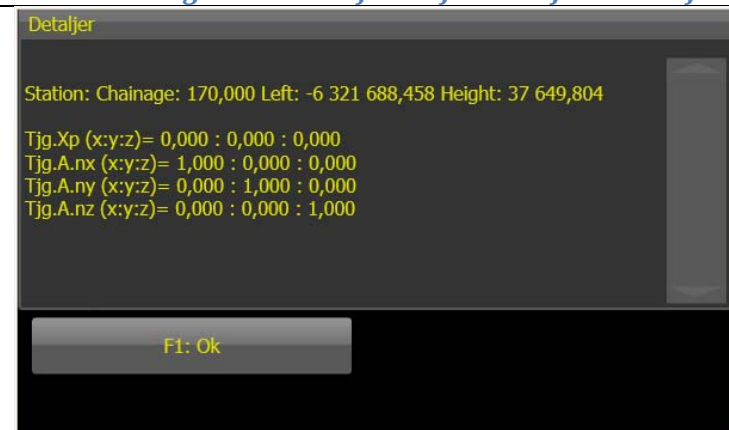 Detaljer
Station: Chainage: 170,000 Left: -6 321 688,458 Height: 37 649,804
Tjg.Xp (x:y:z)= 0,000 : 0,000 : 0,000
Tjg.A.nx (x:y:z)= 1,000 : 0,000 : 0,000
Tjg.A.ny (x:y:z)= 0,000 : 1,000 : 0,000
Tjg.A.nz (x:y:z)= 0,000 : 0,000 : 1,000
F1: Ok